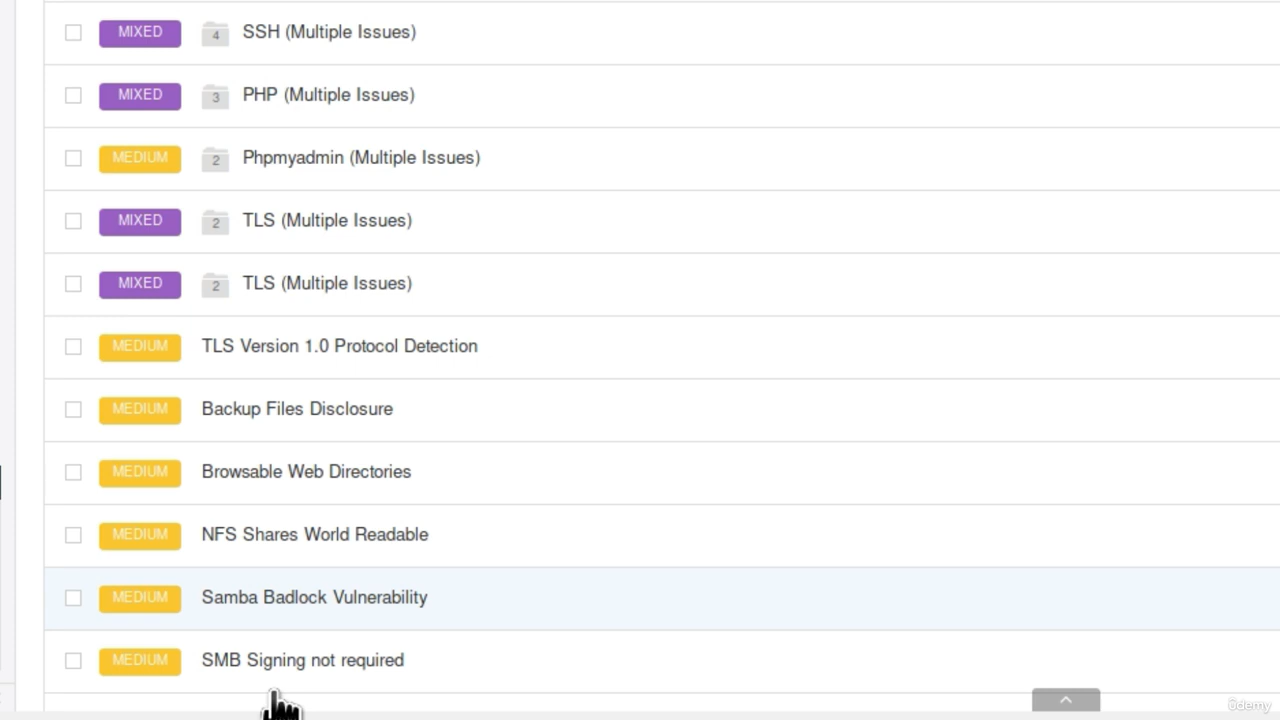 MIXED 4 SSH (Multiple Issues)
MIXED 3 PHP (Multiple Issues)
MEDIUM 2 Phpmyadmin (Multiple Issues)
MIXED 2 TLS (Multiple Issues)
MIXED 2 TLS (Multiple Issues)
MEDIUM TLS Version 1.0 Protocol Detection
MEDIUM Backup Files Disclosure
MEDIUM Browsable Web Directories
MEDIUM NFS Shares World Readable
MEDIUM Samba Badlock Vulnerability
MEDIUM SMB Signing not required
ûdemy